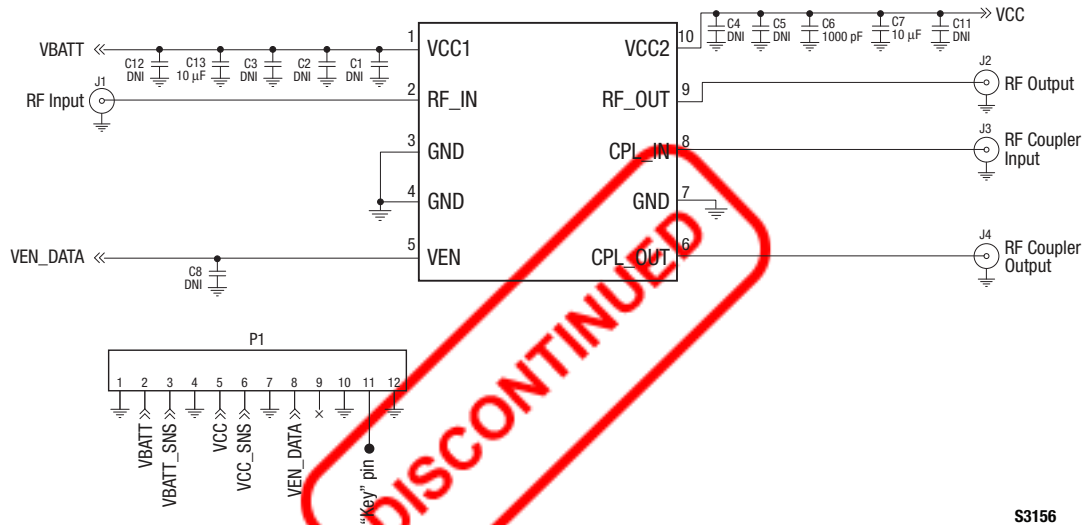 VBATT
C12
DNI
C13
10 μF
C3
DNI
C2
DNI
C1
DNI
1
VCC1
VCC2
10
C4
DNI
C5
DNI
C6
1000 pF
C7
10 μF
C11
DNI
VCC
J1
RF Input
2
RF_IN
RF_OUT
9
J2
RF Output
3
GND
CPL_IN
8
J3
RF Coupler
Input
4
GND
GND
7
VEN_DATA
C8
DNI
5
VEN
CPL_OUT
6
J4
RF Coupler
Output
P1
1 2 3 4 5 6 7 8 9 10 11 12
VBATT
VBATT_SNS
VCC
VCC_SNS
VEN_DATA
"Key" pin
DISCONTINUED
S3156